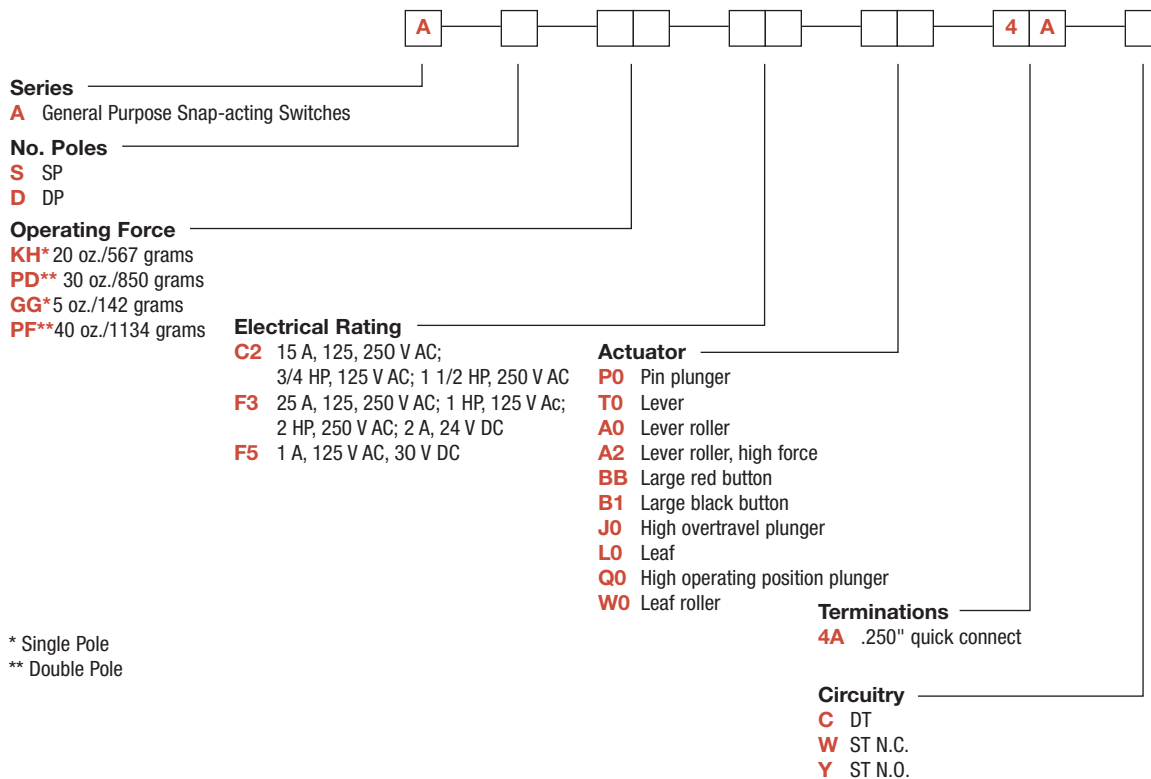 A 4 A
Series
A General Purpose Snap-acting Switches
No. Poles
S SP
D DP
Operating Force
KH* 20 oz./567 grams
PD** 30 oz./850 grams
GG* 5 oz./142 grams
PF** 40 oz./1134 grams
Electrical Rating
C2 15 A, 125, 250 V AC;
3/4 HP, 125 V AC; 1 1/2 HP, 250 V AC
F3 25 A, 125, 250 V AC; 1 HP, 125 V Ac;
2 HP, 250 V AC; 2 A, 24 V DC
F5 1 A, 125 V AC, 30 V DC
Actuator
P0 Pin plunger
T0 Lever
A0 Lever roller
A2 Lever roller, high force
BB Large red button
B1 Large black button
J0 High overtravel plunger
L0 Leaf
Q0 High operating position plunger
W0 Leaf roller
Terminations
4A .250" quick connect
Circuitry
C DT
W ST N.C.
Y ST N.O.
* Single Pole
** Double Pole